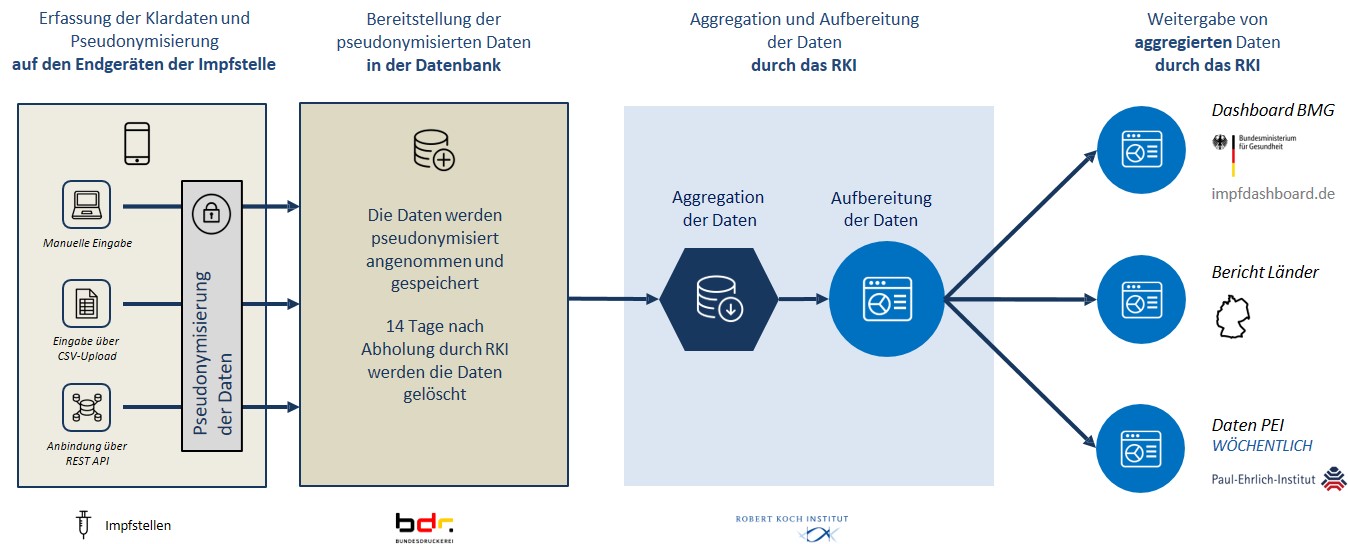 Erfassung der Klardaten und
Pseudonymisierung
auf den Endgeräten der Impfstelle
Bereitstellung der
pseudonymisierten Daten
in der Datenbank
Aggregation und Aufbereitung
der Daten
durch das RKI
Weitergabe von
aggregierten Daten
durch das RKI
Manuelle Eingabe
Eingabe über
CSV-Upload
Anbindung über
REST API
Pseudonymisierung
der Daten
Die Daten werden
pseudonymisiert
angenommen und
gespeichert
14 Tage nach
Abholung durch RKI
werden die Daten
gelöscht
Aggregation
der Daten
Aufbereitung
der Daten
Dashboard BMG
Bundesministerium
für Gesundheit
impfdashboard.de
Bericht Länder
Daten PEI
WÖCHENTLICH
Paul-Ehrlich-Institut
Impfstellen
bdr.
BUNDESDRUCKEREI
ROBERT KOCH INSTITUT